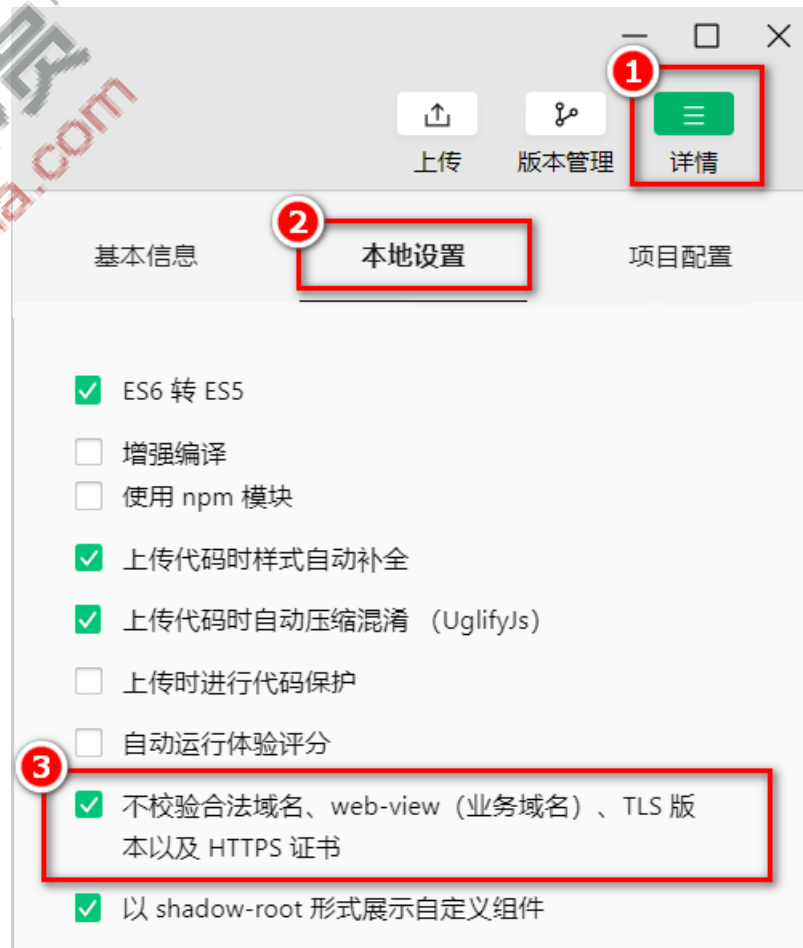 1
上传
版本管理
详情
2
基本信息
本地设置
项目配置
ES6 转 ES5
增强编译
使用 npm 模块
上传代码时样式自动补全
上传代码时自动压缩混淆 （UglifyJs）
上传时进行代码保护
自动运行体验评分
3
不校验合法域名、web-view（业务域名）、TLS 版
本以及 HTTPS 证书
以 shadow-root 形式展示自定义组件